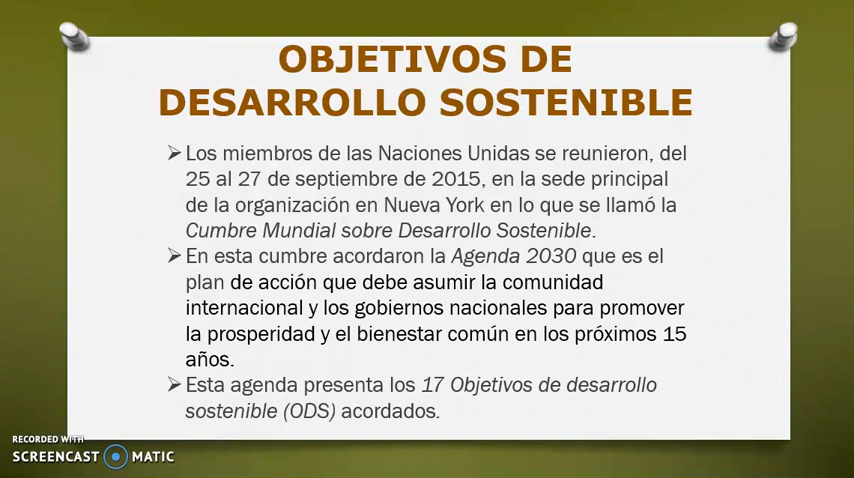 OBJETIVOS DE
DESARROLLO SOSTENIBLE
➢Los miembros de las Naciones Unidas se reunieron, del
25 al 27 de septiembre de 2015, en la sede principal
de la organización en Nueva York en lo que se llamó la
Cumbre Mundial sobre Desarrollo Sostenible.
➢En esta cumbre acordaron la Agenda 2030 que es el
plan de acción que debe asumir la comunidad
internacional y los gobiernos nacionales para promover
la prosperidad y el bienestar común en los próximos 15
años.
➢Esta agenda presenta los 17 Objetivos de desarrollo
sostenible (ODS) acordados.
RECORDED WITH
SCREENCAST MATIC